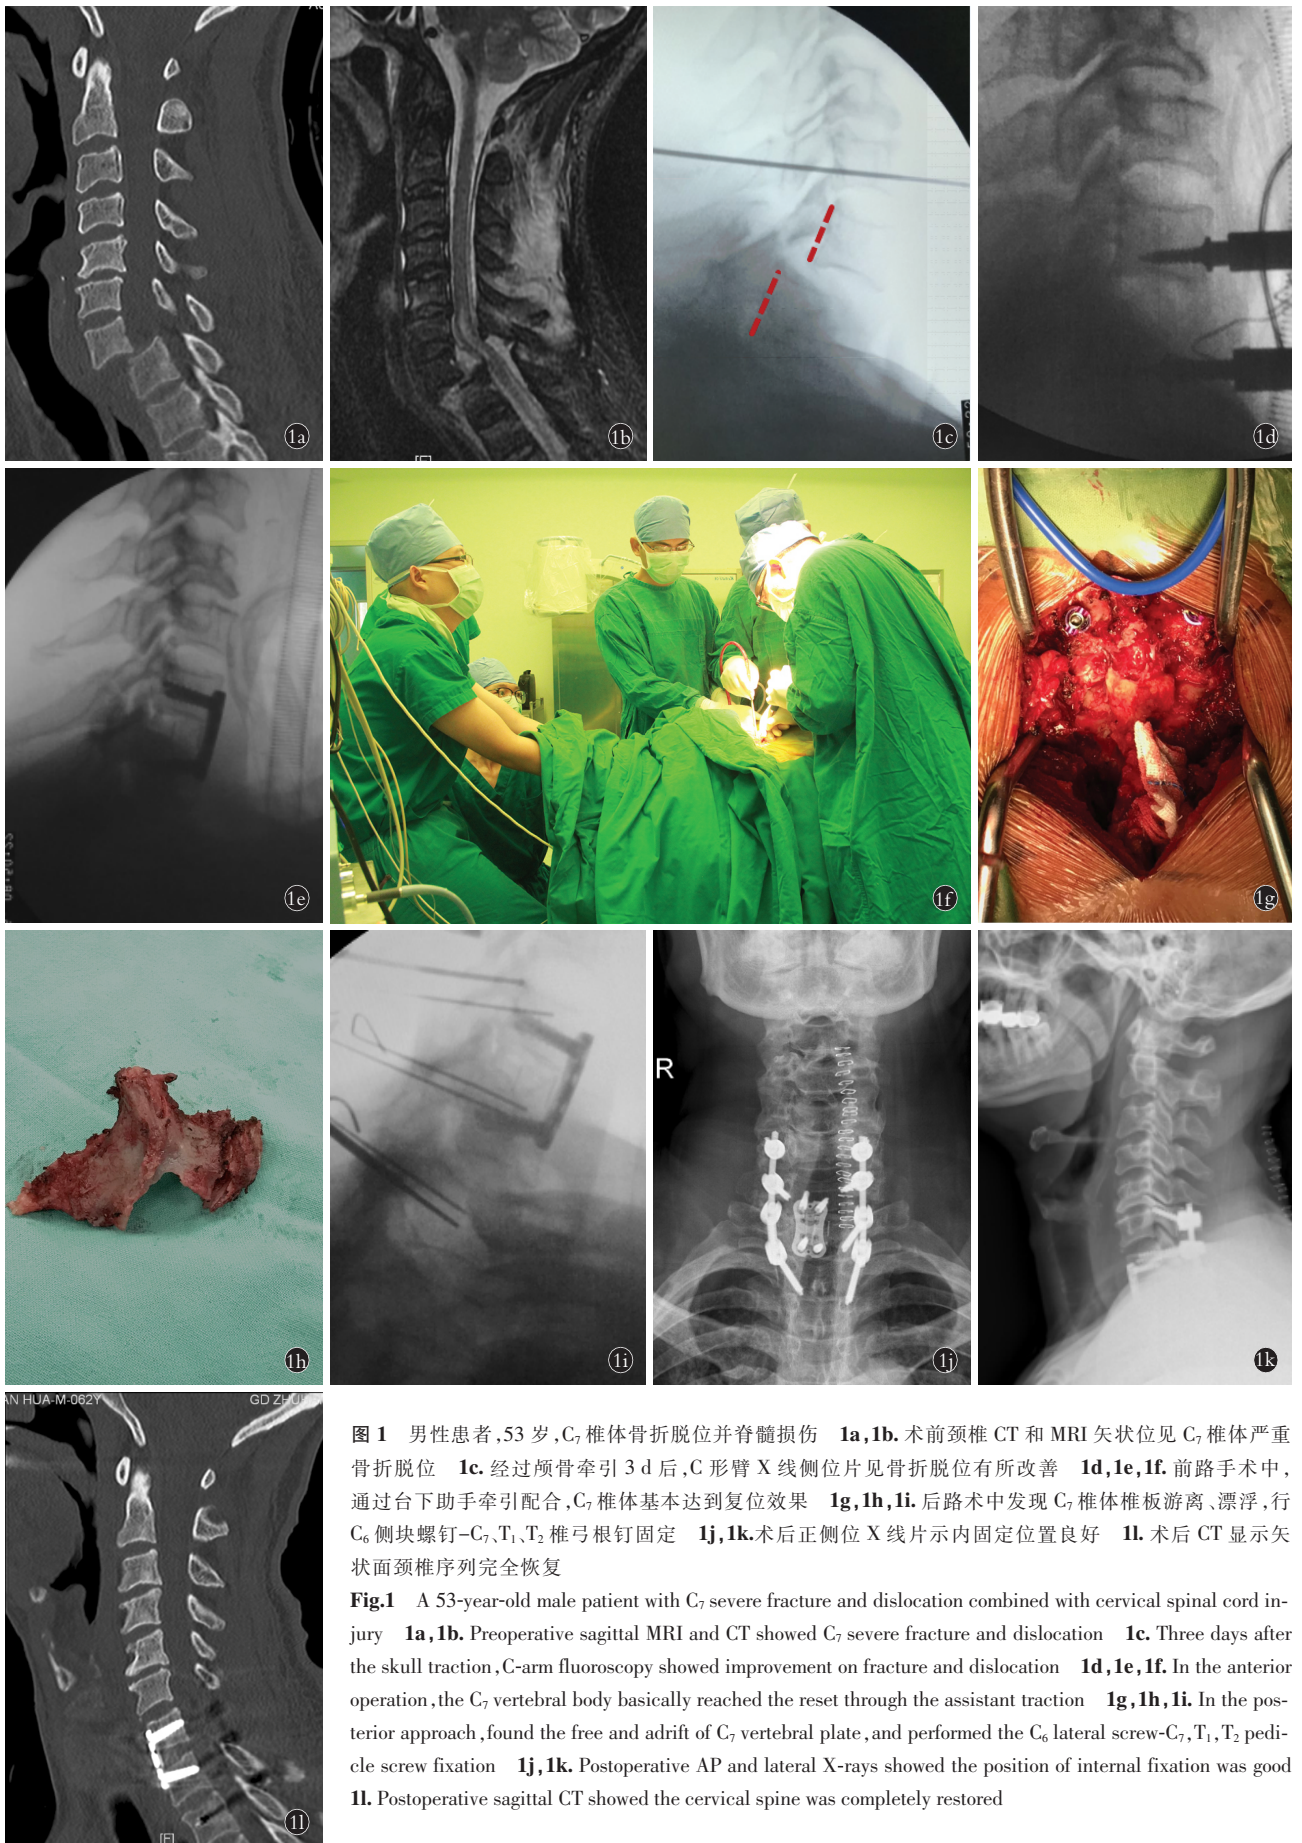 1a
1b
1c
1d
1e
1f
1g
1h
1i
R
1j
1k
AN HUA-M-062Y
1l
图 1 男性患者,53 岁,C₇ 椎体骨折脱位并脊髓损伤 1a,1b. 术前颈椎 CT 和 MRI 矢状位见 C₇ 椎体严重
骨折脱位 1c. 经过颅骨牵引 3 d 后,C 形臂 X 线侧位片见骨折脱位有所改善 1d,1e,1f. 前路手术中,
通过台下助手牵引配合,C₇ 椎体基本达到复位效果 1g,1h,1i. 后路术中发现 C₇ 椎体椎板游离、漂浮,行
C₆ 侧块螺钉-C₇、T₁、T₂ 椎弓根钉固定 1j,1k.术后正侧位 X 线片示内固定位置良好 1l. 术后 CT 显示矢
状面颈椎序列完全恢复
Fig.1 A 53-year-old male patient with C₇ severe fracture and dislocation combined with cervical spinal cord in-
jury 1a,1b. Preoperative sagittal MRI and CT showed C₇ severe fracture and dislocation 1c. Three days after
the skull traction,C-arm fluoroscopy showed improvement on fracture and dislocation 1d,1e,1f. In the anterior
operation,the C₇ vertebral body basically reached the reset through the assistant traction 1g,1h,1i. In the pos-
terior approach,found the free and adrift of C₇ vertebral plate,and performed the C₆ lateral screw-C₇,T₁,T₂ pedi-
cle screw fixation 1j,1k. Postoperative AP and lateral X-rays showed the position of internal fixation was good
1l. Postoperative sagittal CT showed the cervical spine was completely restored